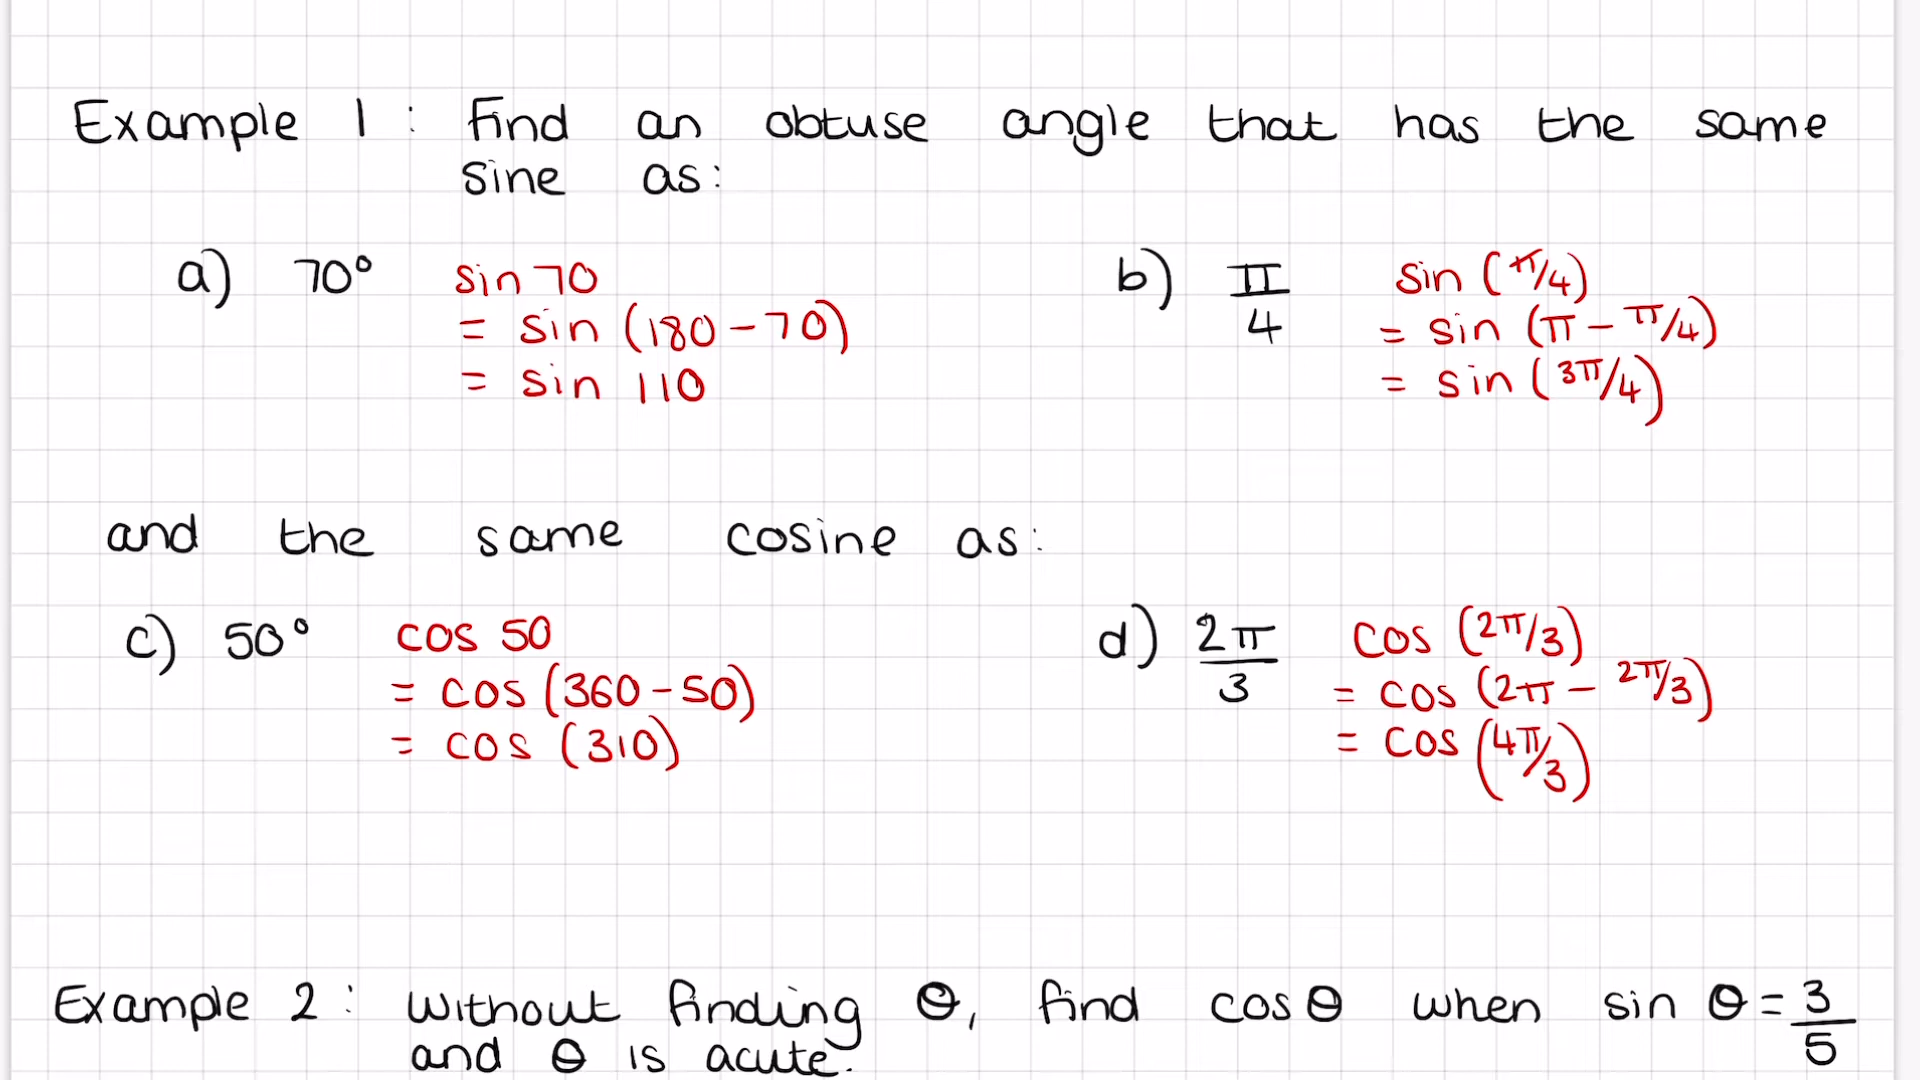 Example 1: Find an obtuse angle that has the same
sine as:
a) 70° sin 70
= sin (180 - 70)
= sin 110
b) π/4 sin (π/4)
= sin (π - π/4)
= sin (3π/4)
and the same cosine as:
c) 50° cos 50
= cos (360 - 50)
= cos (310)
d) 2π/3 cos (2π/3)
= cos (2π - 2π/3)
= cos (4π/3)
Example 2: Without finding θ, find cos θ when sin θ = 3/5
and θ is acute.